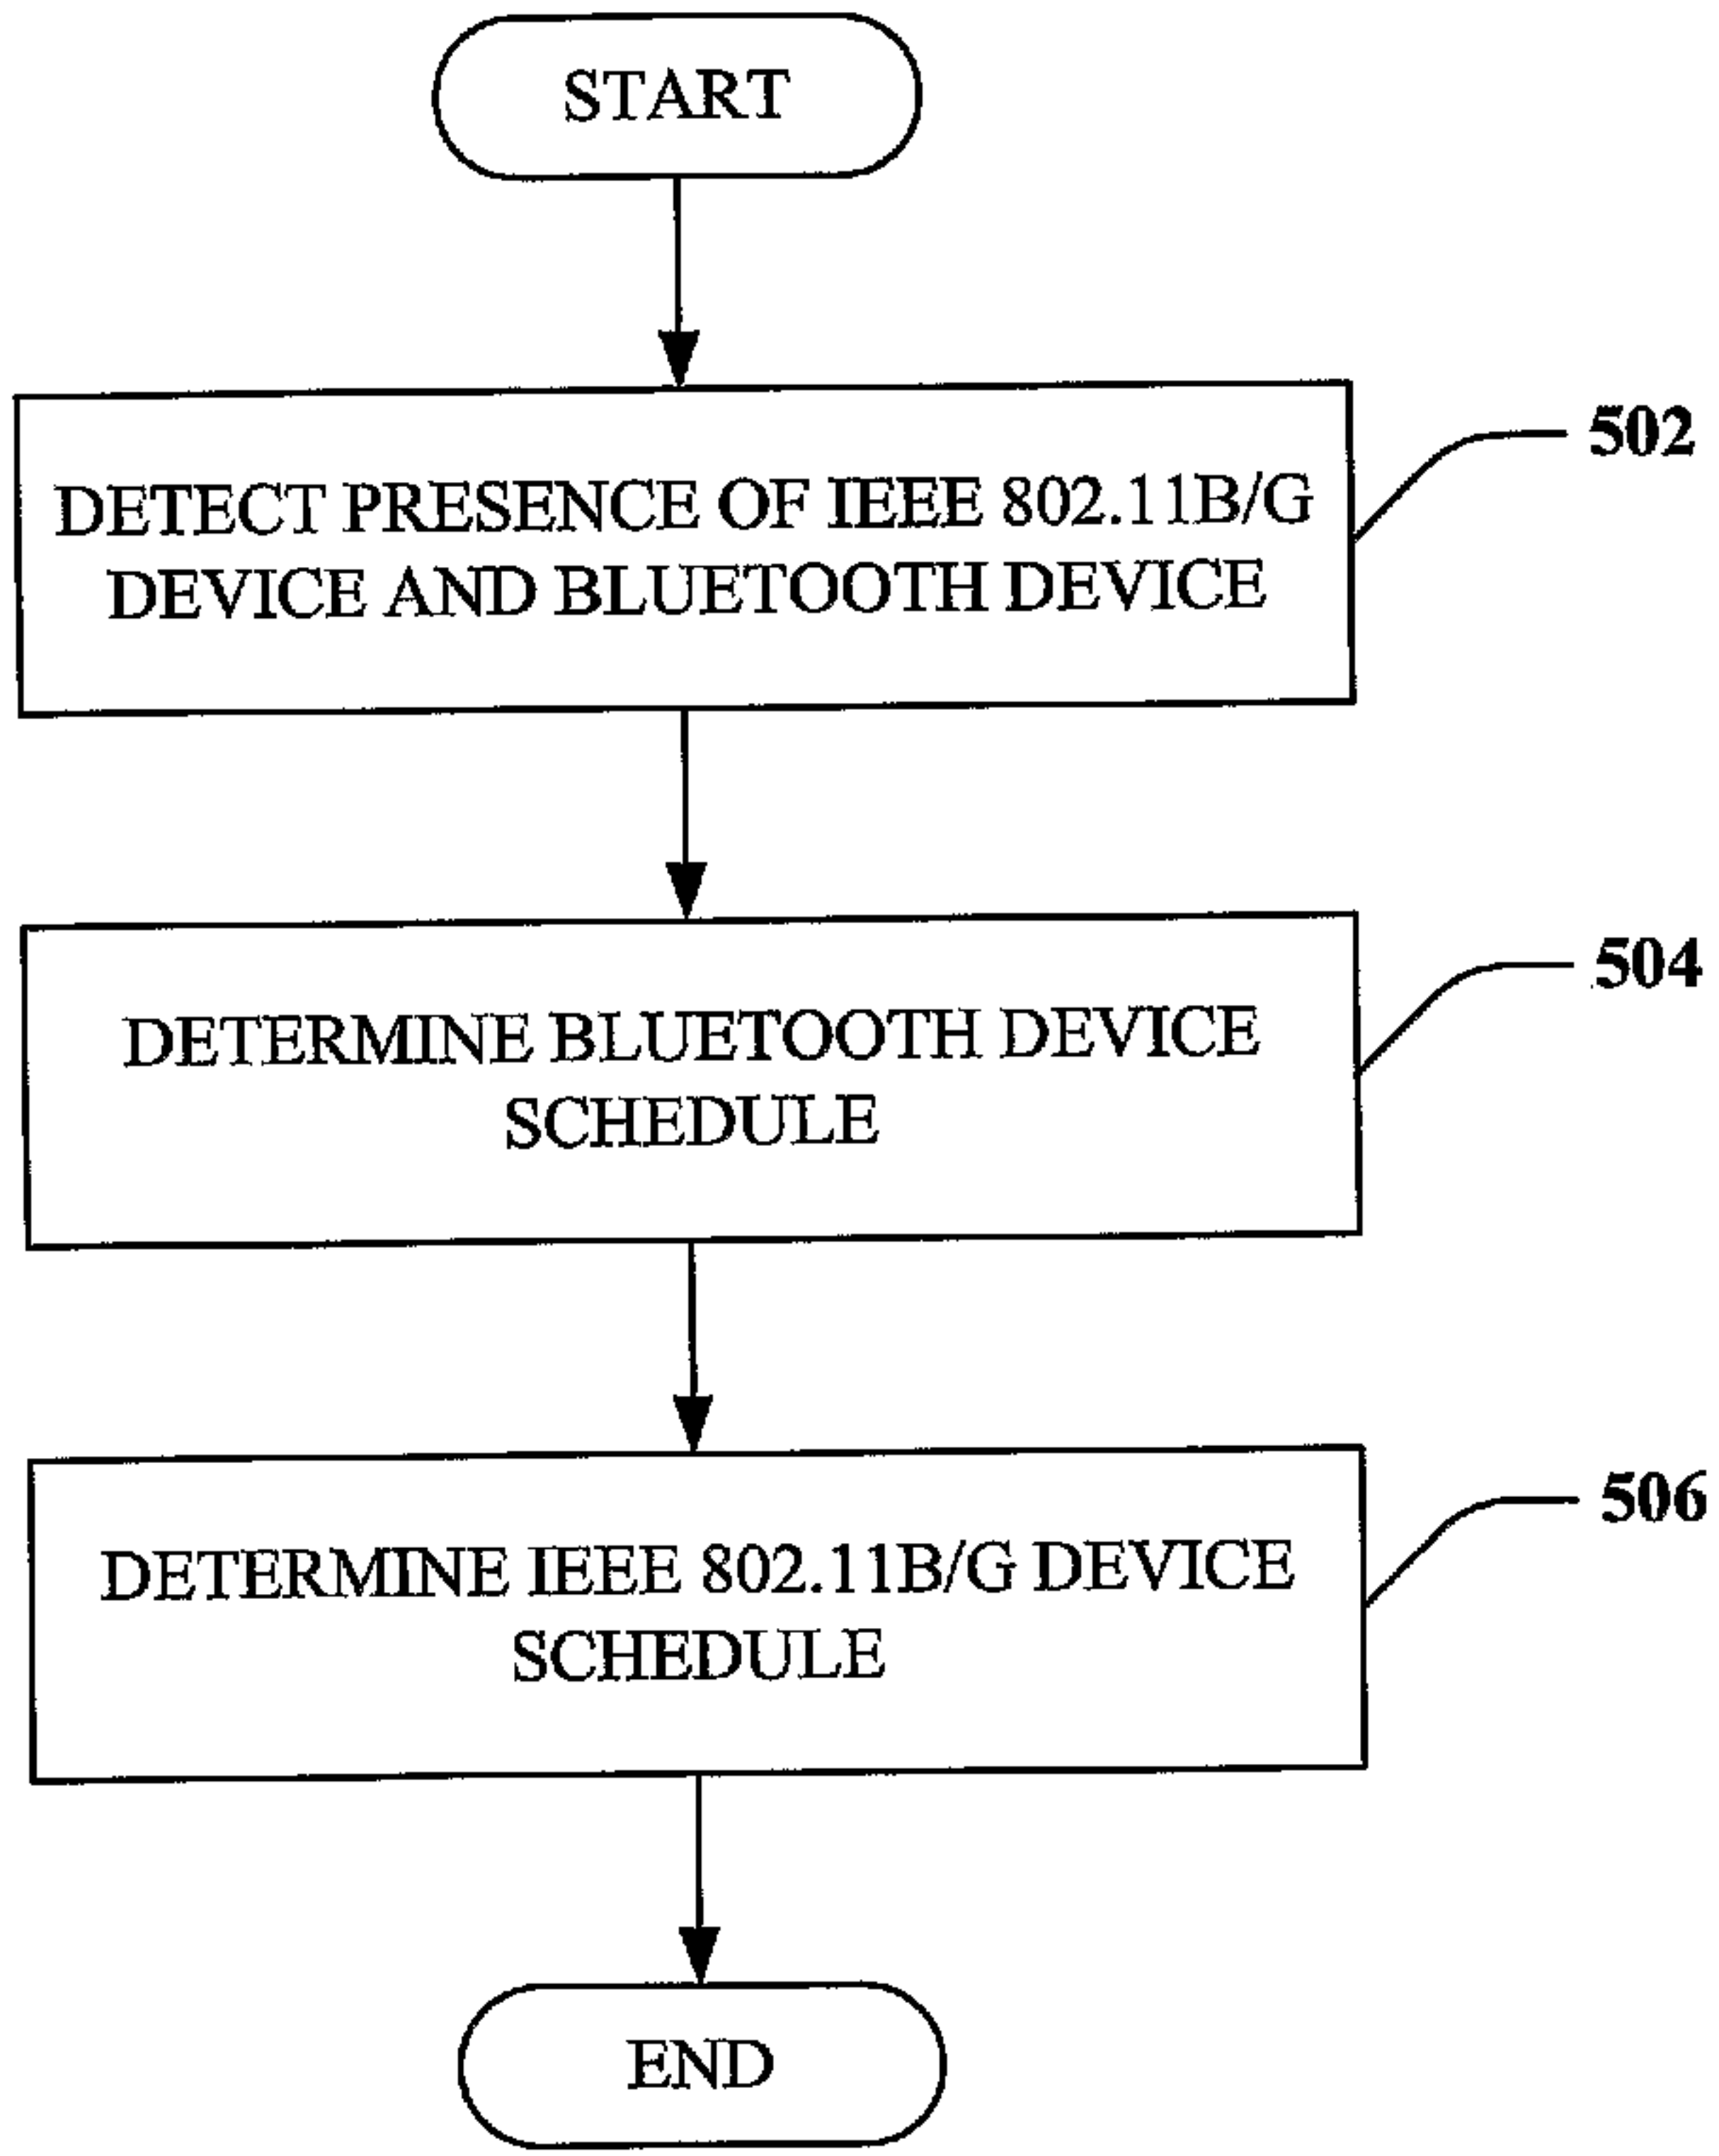 START
DETECT PRESENCE OF IEEE 802.11B/G
DEVICE AND BLUETOOTH DEVICE
502
DETERMINE BLUETOOTH DEVICE
SCHEDULE
504
DETERMINE IEEE 802.11B/G DEVICE
SCHEDULE
506
END